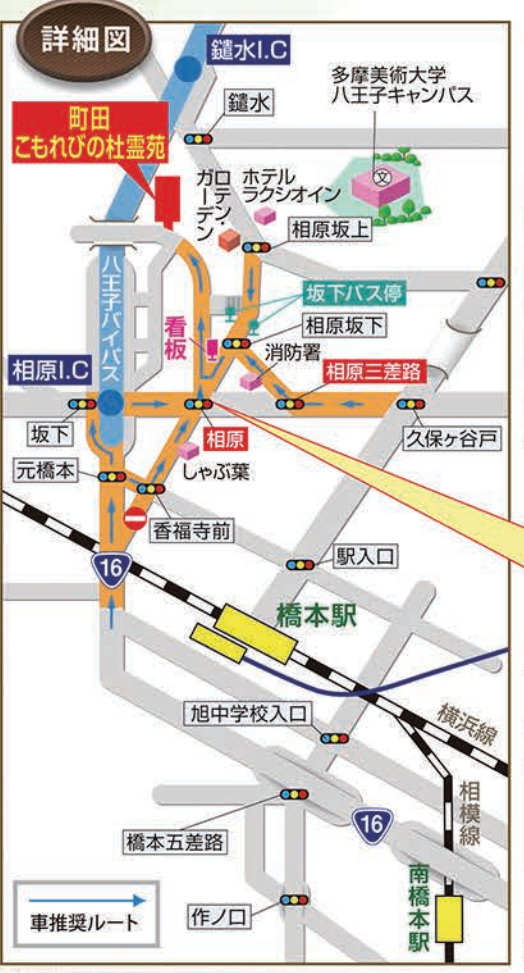 詳細図
鑓水I.C
鑓水
多摩美術大学
八王子キャンパス
文
町田
こもれびの杜霊苑
ホテル
ラクシオイン
ロテン・
ガーデン
相原坂上
八王子バイパス
坂下バス停
看板
相原坂下
消防署
相原I.C
相原三差路
坂下
相原
久保ヶ谷戸
しゃぶ葉
元橋本
香福寺前
16
駅入口
橋本駅
旭中学校入口
横浜線
相模線
橋本五差路
16
南橋本駅
作ノ口
車推奨ルート